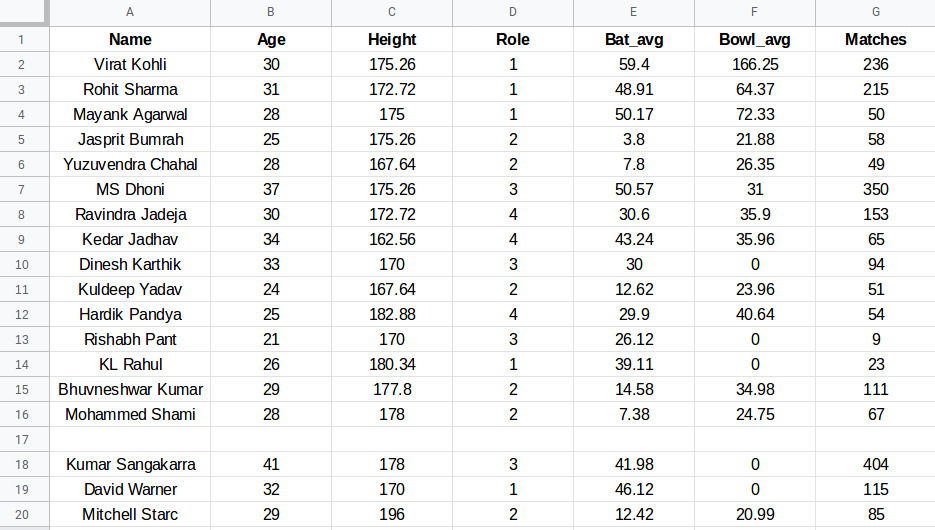 A B C D E F G
1 Name Age Height Role Bat_avg Bowl_avg Matches
2 Virat Kohli 30 175.26 1 59.4 166.25 236
3 Rohit Sharma 31 172.72 1 48.91 64.37 215
4 Mayank Agarwal 28 175 1 50.17 72.33 50
5 Jasprit Bumrah 25 175.26 2 3.8 21.88 58
6 Yuzuvendra Chahal 28 167.64 2 7.8 26.35 49
7 MS Dhoni 37 175.26 3 50.57 31 350
8 Ravindra Jadeja 30 172.72 4 30.6 35.9 153
9 Kedar Jadhav 34 162.56 4 43.24 35.96 65
10 Dinesh Karthik 33 170 3 30 0 94
11 Kuldeep Yadav 24 167.64 2 12.62 23.96 51
12 Hardik Pandya 25 182.88 4 29.9 40.64 54
13 Rishabh Pant 21 170 3 26.12 0 9
14 KL Rahul 26 180.34 1 39.11 0 23
15 Bhuvneshwar Kumar 29 177.8 2 14.58 34.98 111
16 Mohammed Shami 28 178 2 7.38 24.75 67
17
18 Kumar Sangakarra 41 178 3 41.98 0 404
19 David Warner 32 170 1 46.12 0 115
20 Mitchell Starc 29 196 2 12.42 20.99 85